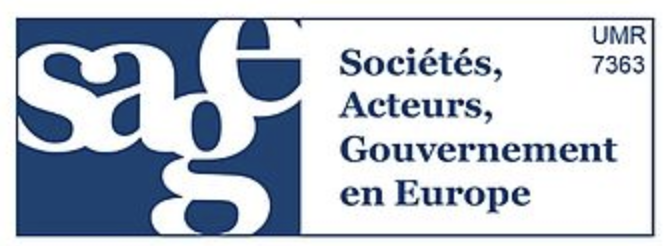 sage
Sociétés,
Acteurs,
Gouvernement
en Europe
UMR
7363